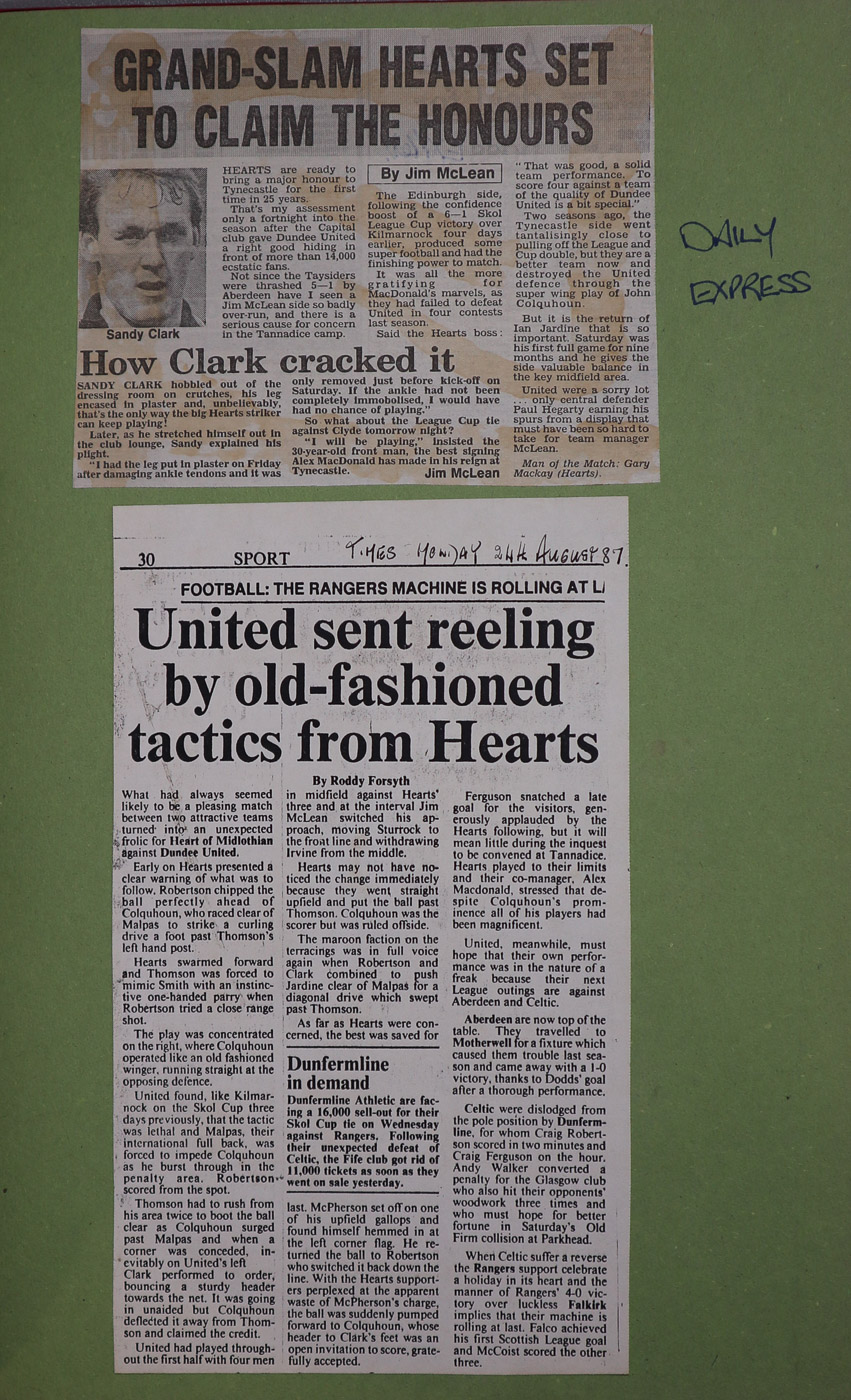 GRAND-SLAM HEARTS SET
TO CLAIM THE HONOURS
Sandy Clark
HEARTS are ready to
bring a major honour to
Tynecastle for the first
time in 25 years.
That's my assessment
only a fortnight into the
season after the Capital
club gave Dundee United
a right good hiding in
front of more than 14,000
ecstatic fans.
Not since the Taysiders
were thrashed 5—1 by
Aberdeen have I seen a
Jim McLean side so badly
over-run, and there is a
serious cause for concern
in the Tannadice camp.
By Jim McLean
The Edinburgh side,
following the confidence
boost of a 6—1 Skol
League Cup victory over
Kilmarnock four days
earlier, produced some
super football and had the
finishing power to match.
It was all the more
gratifying for
MacDonald's marvels, as
they had failed to defeat
United in four contests
last season.
Said the Hearts boss:
"That was good, a solid
team performance. To
score four against a team
of the quality of Dundee
United is a bit special."
Two seasons ago, the
Tynecastle side went
tantalisingly close to
pulling off the League and
Cup double, but they are a
better team now and
destroyed the United
defence through the
super wing play of John
Colquhoun.
But it is the return of
Ian Jardine that is so
important. Saturday was
his first full game for nine
months and he gives the
side valuable balance in
the key midfield area.
United were a sorry lot
... only central defender
Paul Hegarty earning his
spurs from a display that
must have been so hard to
take for team manager
McLean.
Man of the Match: Gary
Mackay (Hearts).
How Clark cracked it
SANDY CLARK hobbled out of the
dressing room on crutches, his leg
encased in plaster and, unbelievably,
that's the only way the big Hearts striker
can keep playing!
Later, as he stretched himself out in
the club lounge, Sandy explained his
plight.
"I had the leg put in plaster on Friday
after damaging ankle tendons and it was
only removed just before kick-off on
Saturday. If the ankle had not been
completely immobolised, I would have
had no chance of playing."
So what about the League Cup tie
against Clyde tomorrow night?
"I will be playing," insisted the
30-year-old front man, the best signing
Alex MacDonald has made in his reign at
Tynecastle.
Jim McLean
DAILY
EXPRESS
30 SPORT TIMES MONDAY 24th AUGUST 87.
FOOTBALL: THE RANGERS MACHINE IS ROLLING AT L
United sent reeling
by old-fashioned
tactics from Hearts
By Roddy Forsyth
What had always seemed
likely to be a pleasing match
between two attractive teams
turned into an unexpected
frolic for Heart of Midlothian
against Dundee United.
Early on Hearts presented a
clear warning of what was to
follow. Robertson chipped the
ball perfectly ahead of
Colquhoun, who raced clear of
Malpas to strike a curling
drive a foot past Thomson's
left hand post.
Hearts swarmed forward
and Thomson was forced to
mimic Smith with an instinc-
tive one-handed parry when
Robertson tried a close range
shot.
The play was concentrated
on the right, where Colquhoun
operated like an old fashioned
winger, running straight at the
opposing defence.
United found, like Kilmar-
nock on the Skol Cup three
days previously, that the tactic
was lethal and Malpas, their
international full back, was
forced to impede Colquhoun
as he burst through in the
penalty area. Robertson
scored from the spot.
Thomson had to rush from
his area twice to boot the ball
clear as Colquhoun surged
past Malpas and when a
corner was conceded, in-
evitably on United's left
Clark performed to order,
bouncing a sturdy header
towards the net. It was going
in unaided but Colquhoun
deflected it away from Thom-
son and claimed the credit.
United had played through-
out the first half with four men
in midfield against Hearts'
three and at the interval Jim
McLean switched his ap-
proach, moving Sturrock to
the front line and withdrawing
Irvine from the middle.
Hearts may not have no-
ticed the change immediately
because they went straight
upfield and put the ball past
Thomson. Colquhoun was the
scorer but was ruled offside.
The maroon faction on the
terracings was in full voice
again when Robertson and
Clark combined to push
Jardine clear of Malpas for a
diagonal drive which swept
past Thomson.
As far as Hearts were con-
cerned, the best was saved for
Dunfermline
in demand
Dunfermline Athletic are fac-
ing a 16,000 sell-out for their
Skol Cup tie on Wednesday
against Rangers. Following
their unexpected defeat of
Celtic, the Fife club got rid of
11,000 tickets as soon as they
went on sale yesterday.
last. McPherson set off on one
of his upfield gallops and
found himself hemmed in at
the left corner flag. He re-
turned the ball to Robertson
who switched it back down the
line. With the Hearts support-
ers perplexed at the apparent
waste of McPherson's charge,
the ball was suddenly pumped
forward to Colquhoun, whose
header to Clark's feet was an
open invitation to score, grate-
fully accepted.
Ferguson snatched a late
goal for the visitors, gen-
erously applauded by the
Hearts following, but it will
mean little during the inquest
to be convened at Tannadice.
Hearts played to their limits
and their co-manager, Alex
Macdonald, stressed that de-
spite Colquhoun's prom-
inence all of his players had
been magnificent.
United, meanwhile, must
hope that their own perfor-
mance was in the nature of a
freak because their next
League outings are against
Aberdeen and Celtic.
Aberdeen are now top of the
table. They travelled to
Motherwell for a fixture which
caused them trouble last sea-
son and came away with a 1-0
victory, thanks to Dodds' goal
after a thorough performance.
Celtic were dislodged from
the pole position by Dunferm-
line, for whom Craig Robert-
son scored in two minutes and
Craig Ferguson on the hour.
Andy Walker converted a
penalty for the Glasgow club
who also hit their opponents'
woodwork three times and
who must hope for better
fortune in Saturday's Old
Firm collision at Parkhead.
When Celtic suffer a reverse
the Rangers support celebrate
a holiday in its heart and the
manner of Rangers' 4-0 vic-
tory over luckless Falkirk
implies that their machine is
rolling at last. Falco achieved
his first Scottish League goal
and McCoist scored the other
three.